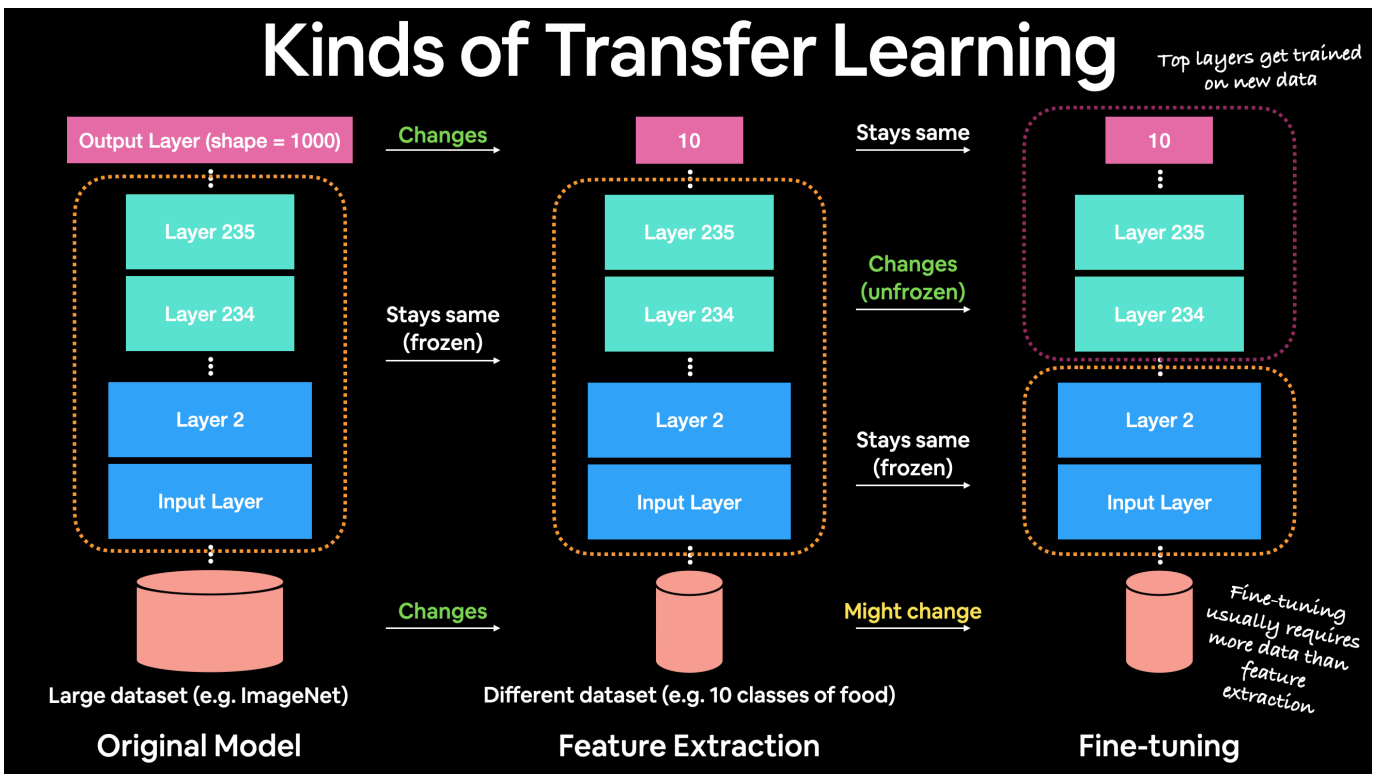 Kinds of Transfer Learning
Top layers get trained
on new data
Output Layer (shape = 1000)
Changes
10
Stays same
10
Layer 235
Layer 235
Layer 235
Changes
(unfrozen)
Layer 234
Stays same
(frozen)
Layer 234
Layer 234
Layer 2
Layer 2
Stays same
(frozen)
Layer 2
Input Layer
Input Layer
Input Layer
Changes
Might change
Fine-tuning
usually requires
more data than
feature
extraction
Large dataset (e.g. ImageNet)
Different dataset (e.g. 10 classes of food)
Original Model
Feature Extraction
Fine-tuning